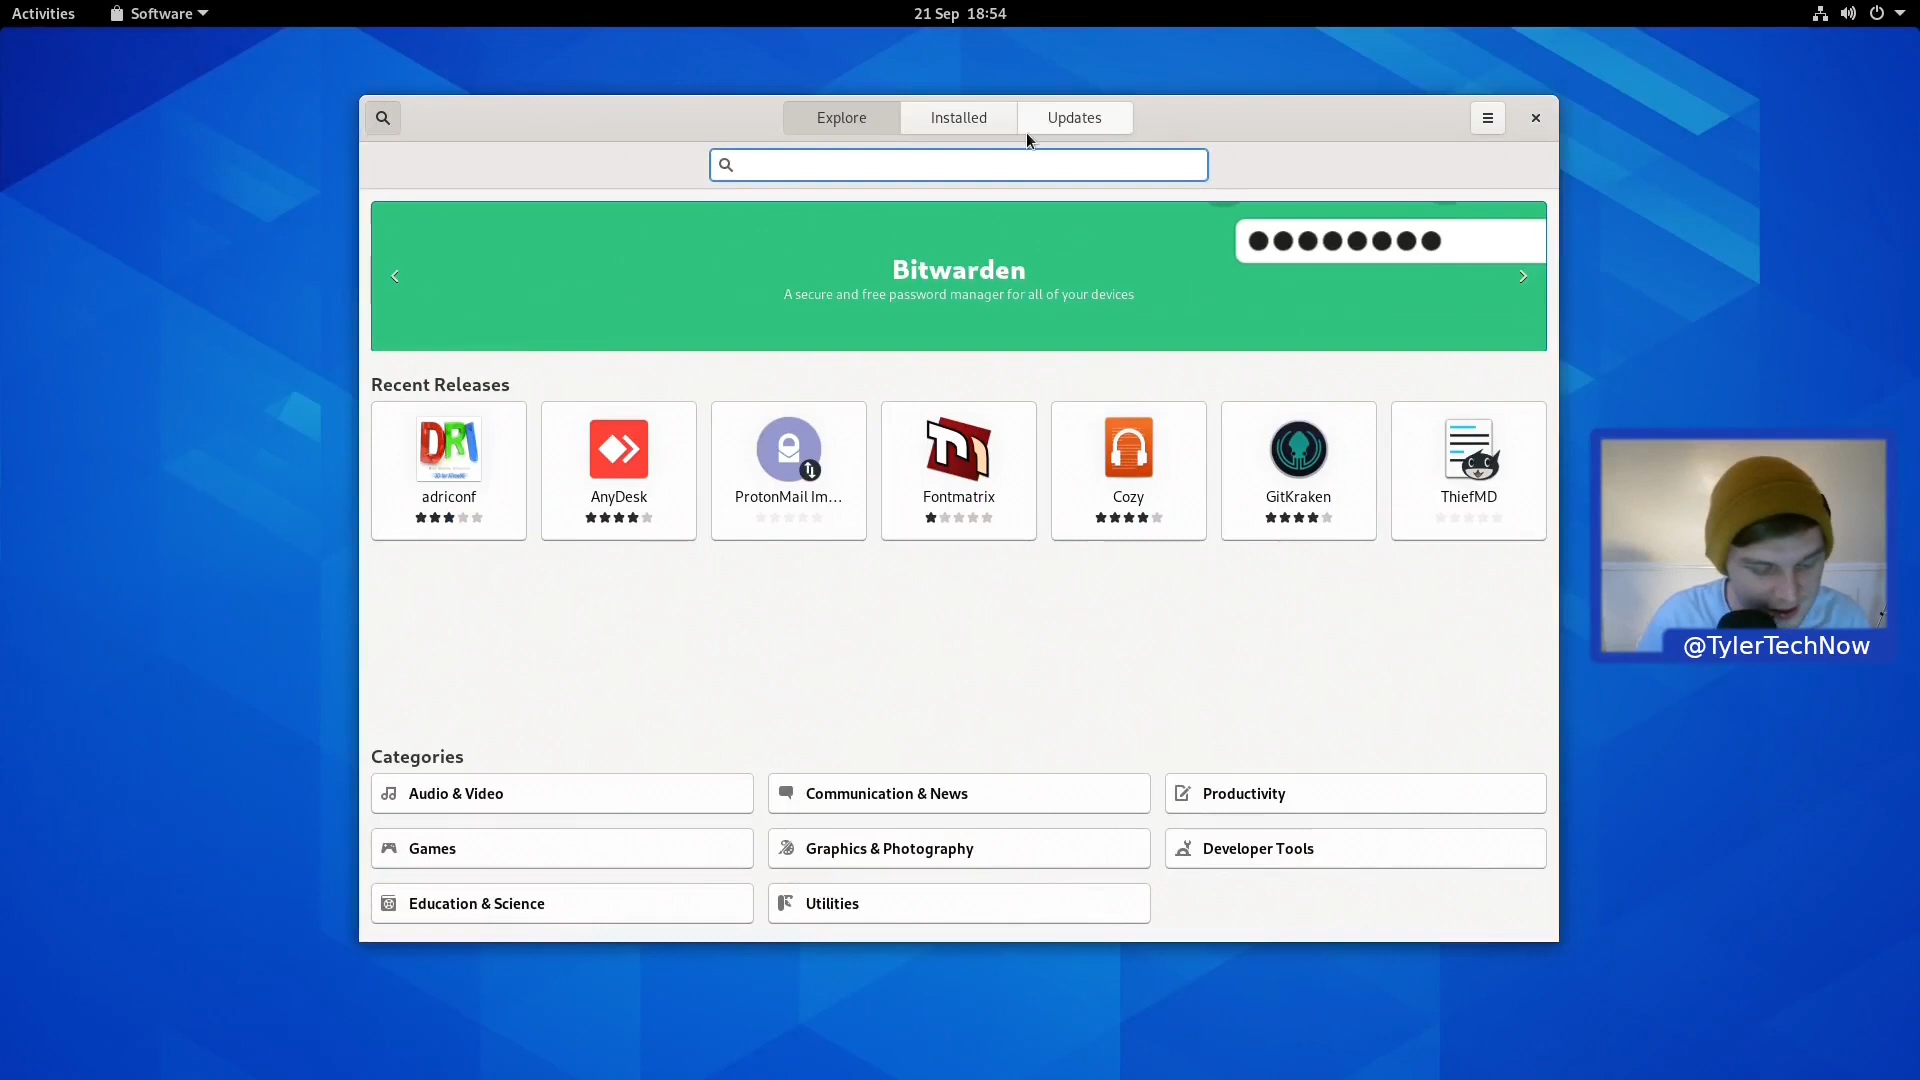 Activities
Software
21 Sep 18:54
Explore
Installed
Updates
Bitwarden
A secure and free password manager for all of your devices
Recent Releases
DRI
adriconf
AnyDesk
ProtonMail Im...
Fontmatrix
Cozy
GitKraken
ThiefMD
Categories
Audio & Video
Communication & News
Productivity
Games
Graphics & Photography
Developer Tools
Education & Science
Utilities
@TylerTechNow